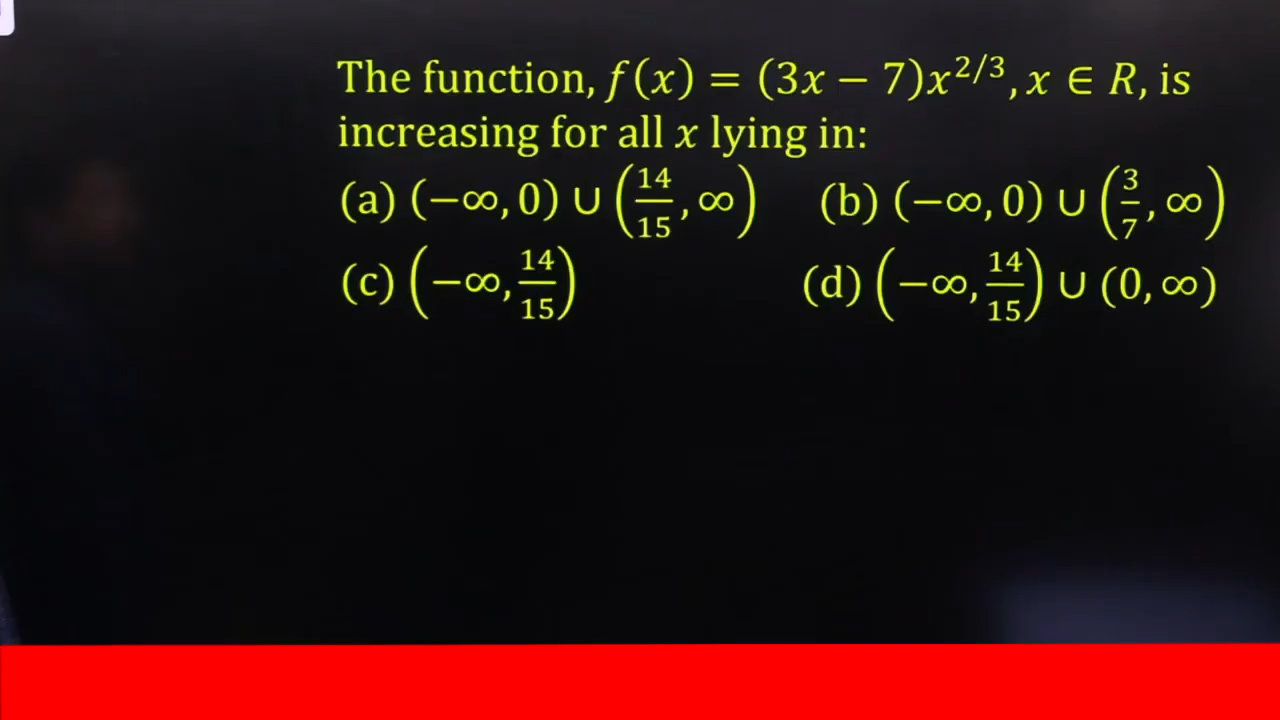 The function, f(x) = (3x − 7)x^{2/3}, x ∈ R, is
increasing for all x lying in:
(a) (−∞, 0) ∪ (14/15, ∞) (b) (−∞, 0) ∪ (3/7, ∞)
(c) (−∞, 14/15) (d) (−∞, 14/15) ∪ (0, ∞)